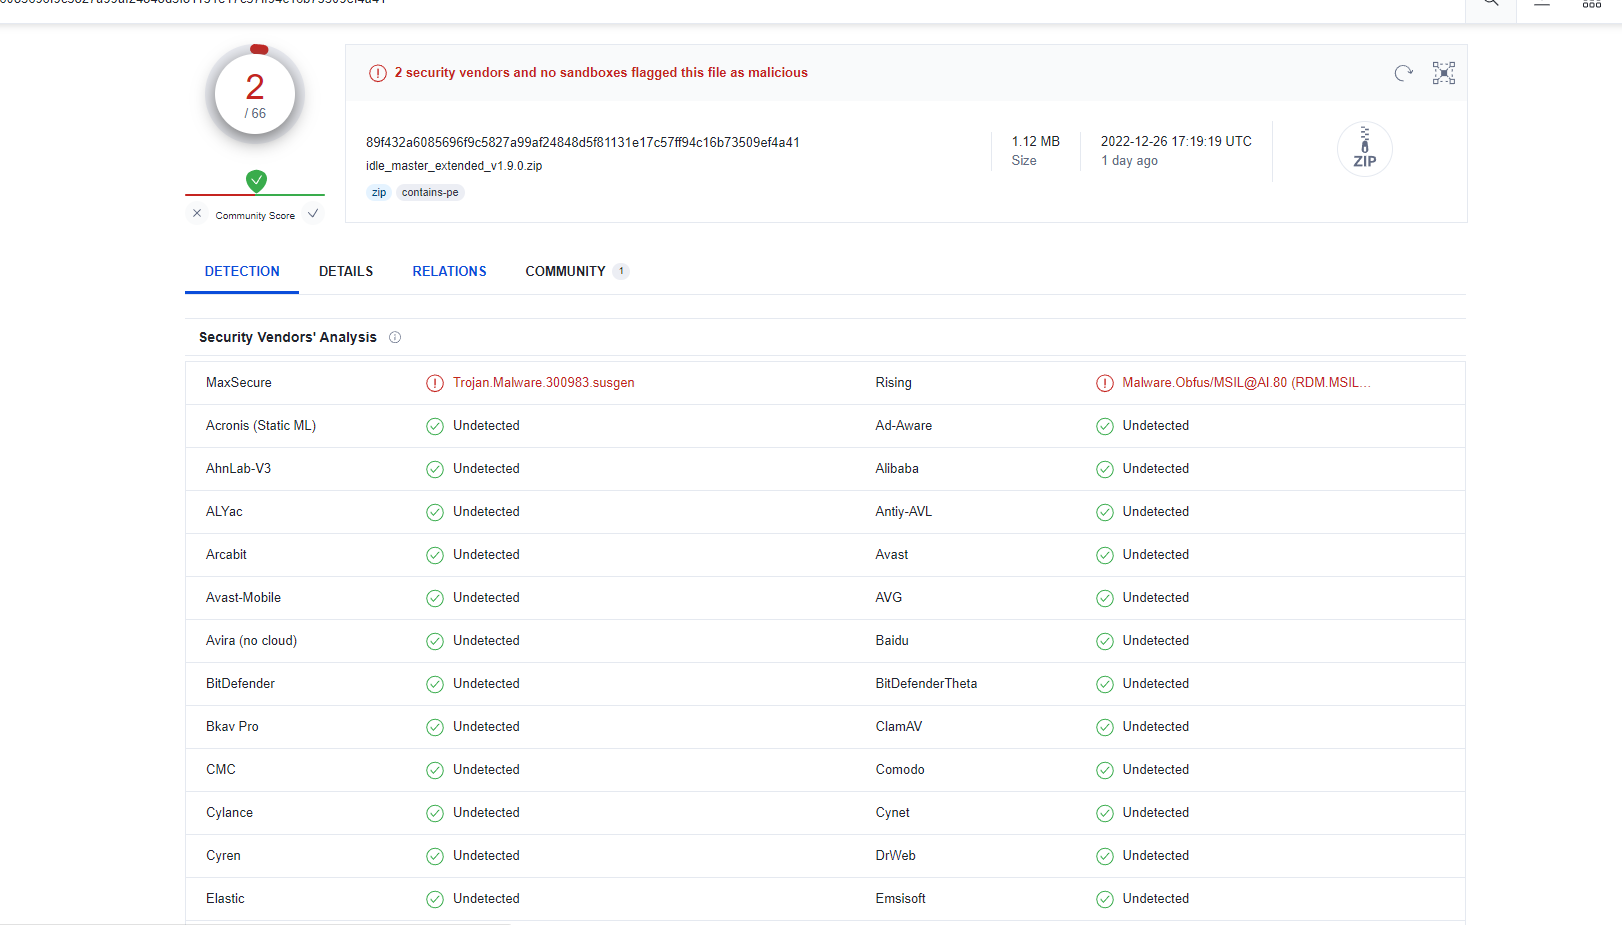 2
/ 66
Community Score
2 security vendors and no sandboxes flagged this file as malicious
89f432a6085696f9c5827a99af24848d5f81131e17c57ff94c16b73509ef4a41
idle_master_extended_v1.9.0.zip
zip contains-pe
1.12 MB
Size
2022-12-26 17:19:19 UTC
1 day ago
ZIP
DETECTION DETAILS RELATIONS COMMUNITY 1
Security Vendors' Analysis
MaxSecure Trojan.Malware.300983.susgen Rising Malware.Obfus/MSIL@AI.80 (RDM.MSIL...
Acronis (Static ML) Undetected Ad-Aware Undetected
AhnLab-V3 Undetected Alibaba Undetected
ALYac Undetected Antiy-AVL Undetected
Arcabit Undetected Avast Undetected
Avast-Mobile Undetected AVG Undetected
Avira (no cloud) Undetected Baidu Undetected
BitDefender Undetected BitDefenderTheta Undetected
Bkav Pro Undetected ClamAV Undetected
CMC Undetected Comodo Undetected
Cylance Undetected Cynet Undetected
Cyren Undetected DrWeb Undetected
Elastic Undetected Emsisoft Undetected